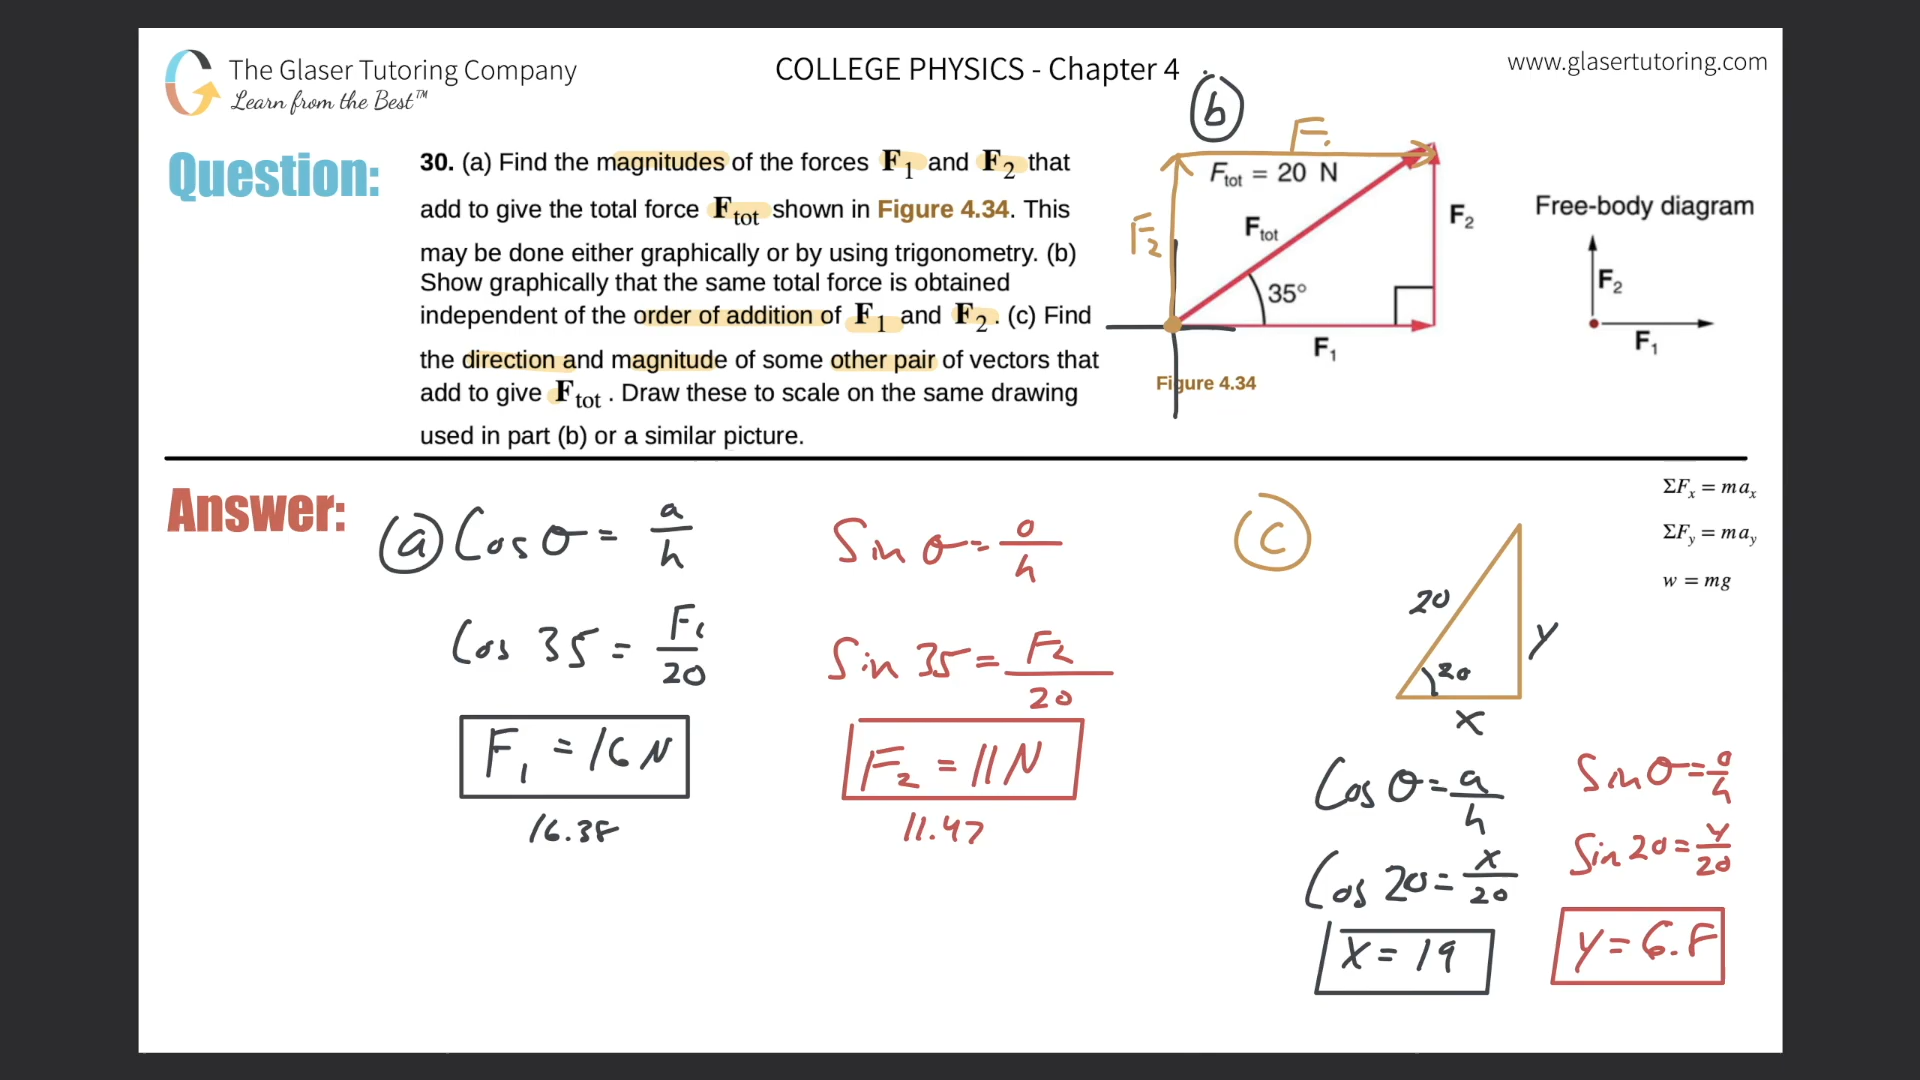 The Glaser Tutoring Company
Learn from the Best™
COLLEGE PHYSICS - Chapter 4
www.glasertutoring.com
Question:
30. (a) Find the magnitudes of the forces F1 and F2 that
add to give the total force Ftot shown in Figure 4.34. This
may be done either graphically or by using trigonometry. (b)
Show graphically that the same total force is obtained
independent of the order of addition of F1 and F2. (c) Find
the direction and magnitude of some other pair of vectors that
add to give Ftot. Draw these to scale on the same drawing
used in part (b) or a similar picture.
b
F
F2
Ftot = 20 N
Ftot
35°
F2
F1
Figure 4.34
Free-body diagram
F2
F1
Answer:
(a) Cos θ = a/h
Cos 35 = F1/20
F1 = 16 N
16.38
Sin θ = o/h
Sin 35 = F2/20
F2 = 11 N
11.47
C
20
20
y
x
Cos θ = a/h
Cos 20 = x/20
x = 19
Sin θ = o/h
Sin 20 = y/20
y = 6.8
ΣFx = max
ΣFy = may
w = mg